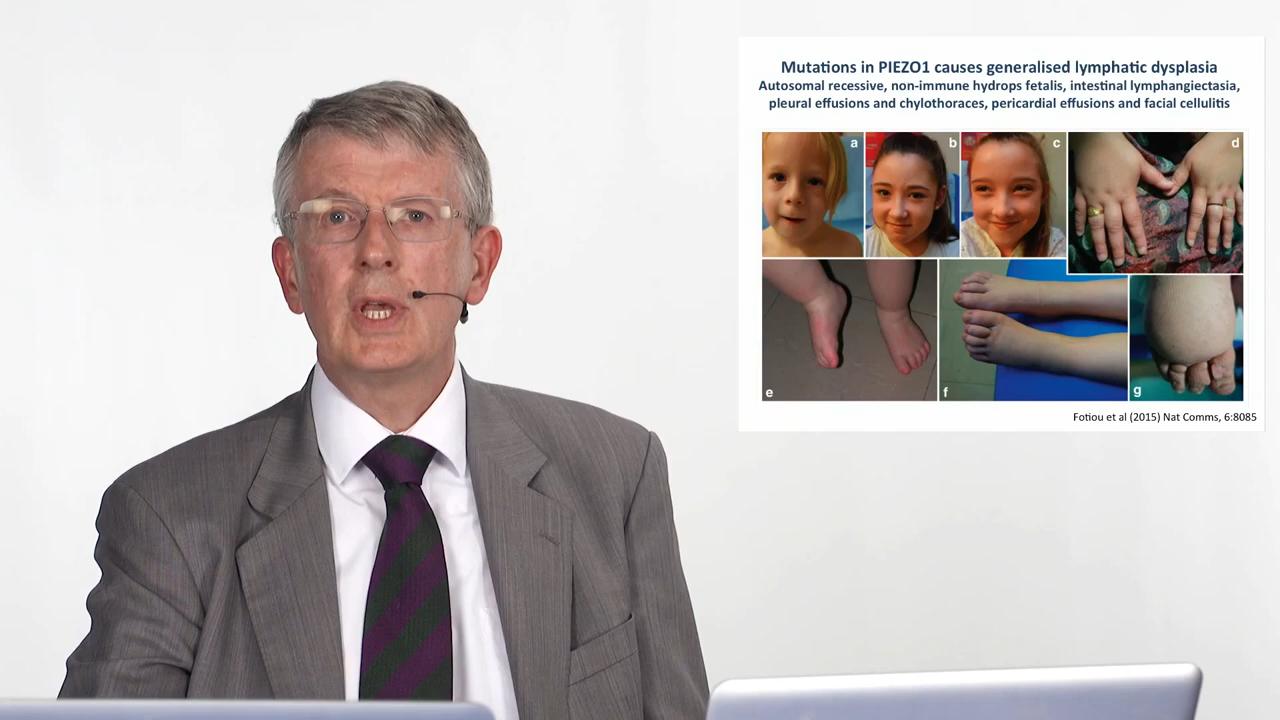 Mutations in PIEZO1 causes generalised lymphatic dysplasia
Autosomal recessive, non-immune hydrops fetalis, intestinal lymphangiectasia,
pleural effusions and chylothoraces, pericardial effusions and facial cellulitis
a
b
c
d
e
f
g
Fotiou et al (2015) Nat Comms, 6:8085